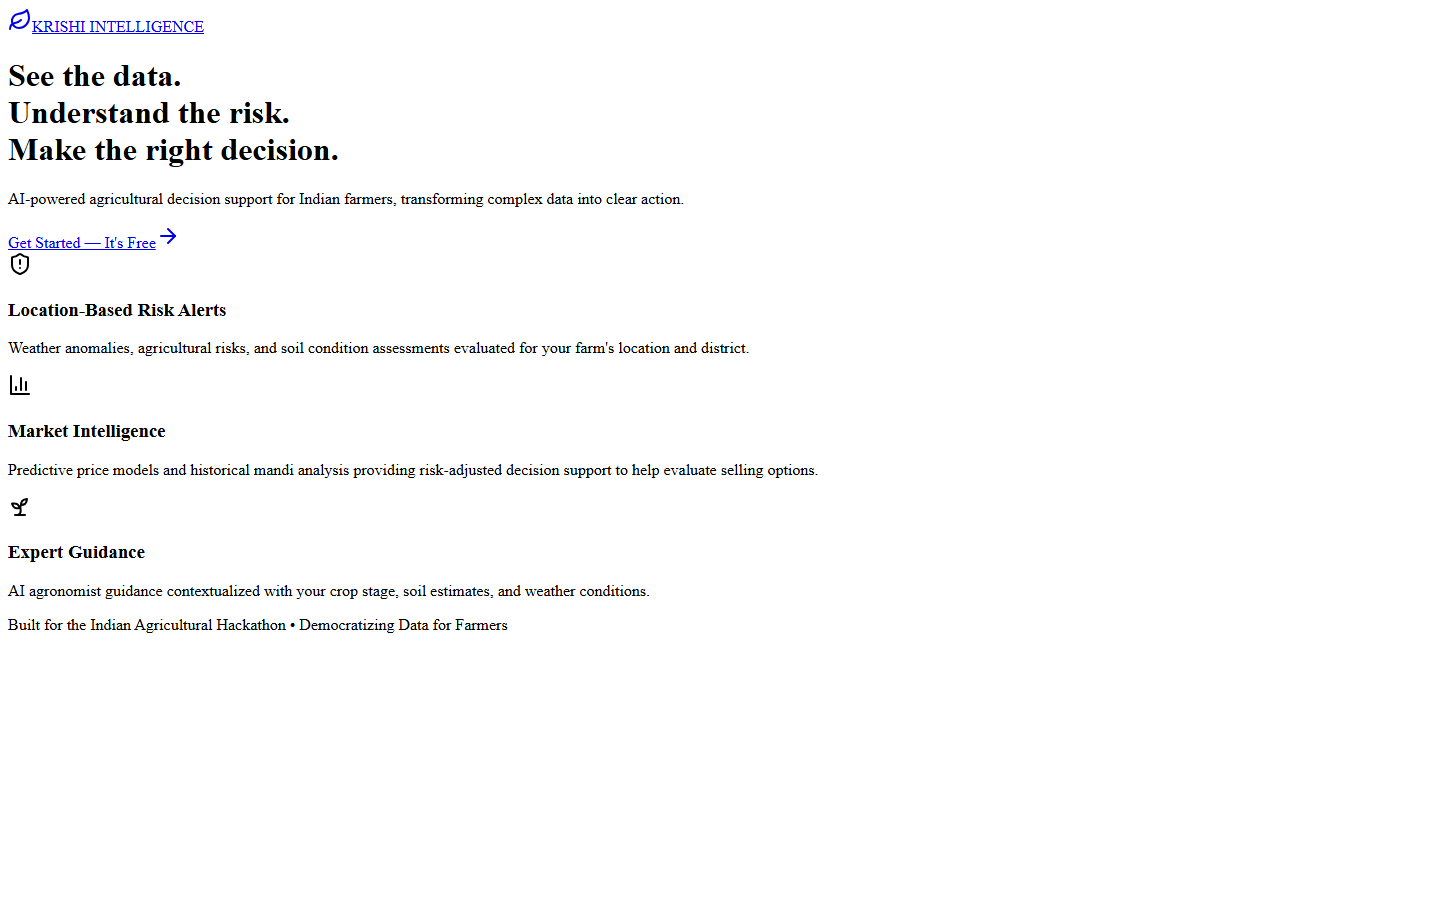 KRISHI INTELLIGENCE
See the data.
Understand the risk.
Make the right decision.
AI-powered agricultural decision support for Indian farmers, transforming complex data into clear action.
Get Started — It's Free
Location-Based Risk Alerts
Weather anomalies, agricultural risks, and soil condition assessments evaluated for your farm's location and district.
Market Intelligence
Predictive price models and historical mandi analysis providing risk-adjusted decision support to help evaluate selling options.
Expert Guidance
AI agronomist guidance contextualized with your crop stage, soil estimates, and weather conditions.
Built for the Indian Agricultural Hackathon • Democratizing Data for Farmers